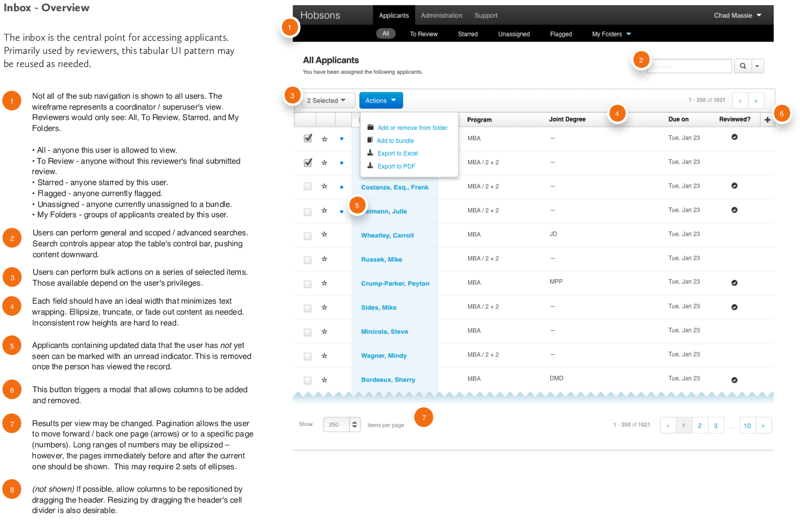 Inbox - Overview
The inbox is the central point for accessing applicants.
Primarily used by reviewers, this tabular UI pattern may
be reused as needed.
1
Not all of the sub navigation is shown to all users. The
wireframe represents a coordinator / superuser's view.
Reviewers would only see: All, To Review, Starred, and My
Folders.
• All - anyone this user is allowed to view.
• To Review - anyone without this reviewer's final submitted
review.
• Starred - anyone starred by this user.
• Flagged - anyone currently flagged.
• Unassigned - anyone currently unassigned to a bundle.
• My Folders - groups of applicants created by this user.
2
Users can perform general and scoped / advanced searches.
Search controls appear atop the table's control bar, pushing
content downward.
3
Users can perform bulk actions on a series of selected items.
Those available depend on the user's privileges.
4
Each field should have an ideal width that minimizes text
wrapping. Ellipsize, truncate, or fade out content as needed.
Inconsistent row heights are hard to read.
5
Applicants containing updated data that the user has not yet
seen can be marked with an unread indicator. This is removed
once the person has viewed the record.
6
This button triggers a modal that allows columns to be added
and removed.
7
Results per view may be changed. Pagination allows the user
to move forward / back one page (arrows) or to a specific page
(numbers). Long ranges of numbers may be ellipsized –
however, the pages immediately before and after the current
one should be shown. This may require 2 sets of ellipses.
8
(not shown) If possible, allow columns to be repositioned by
dragging the header. Resizing by dragging the header's cell
divider is also desirable.
Hobsons Applicants Administration Support Chad Massie
1
All To Review Starred Unassigned Flagged My Folders
All Applicants
You have been assigned the following applicants.
2
3
2 Selected Actions 1 - 250 of 1021 « »
Program Joint Degree 4 Due on Reviewed? + 6
Add or remove from folder
Add to bundle
Export to Excel
Export to PDF
MBA — Tue, Jan 23
MBA / 2 + 2 — Tue, Jan 23
Costanza, Esq., Frank MBA / 2 + 2 — Tue, Jan 23
5
eimann, Julie MBA / 2 + 2 — Tue, Jan 23
Wheatley, Carroll MBA JD Tue, Jan 23
Russek, Mike MBA / 2 + 2 — Tue, Jan 23
Crump-Parker, Peyton MBA MPP Tue, Jan 23
Sides, Mike MBA / 2 + 2 — Tue, Jan 23
Minicola, Steve MBA — Tue, Jan 23
Wagner, Mindy MBA / 2 + 2 — Tue, Jan 23
Bordeaux, Sherry MBA DMD Tue, Jan 23
Show 250 items per page 7 1 - 250 of 1021 « 1 2 3 ... 10 »